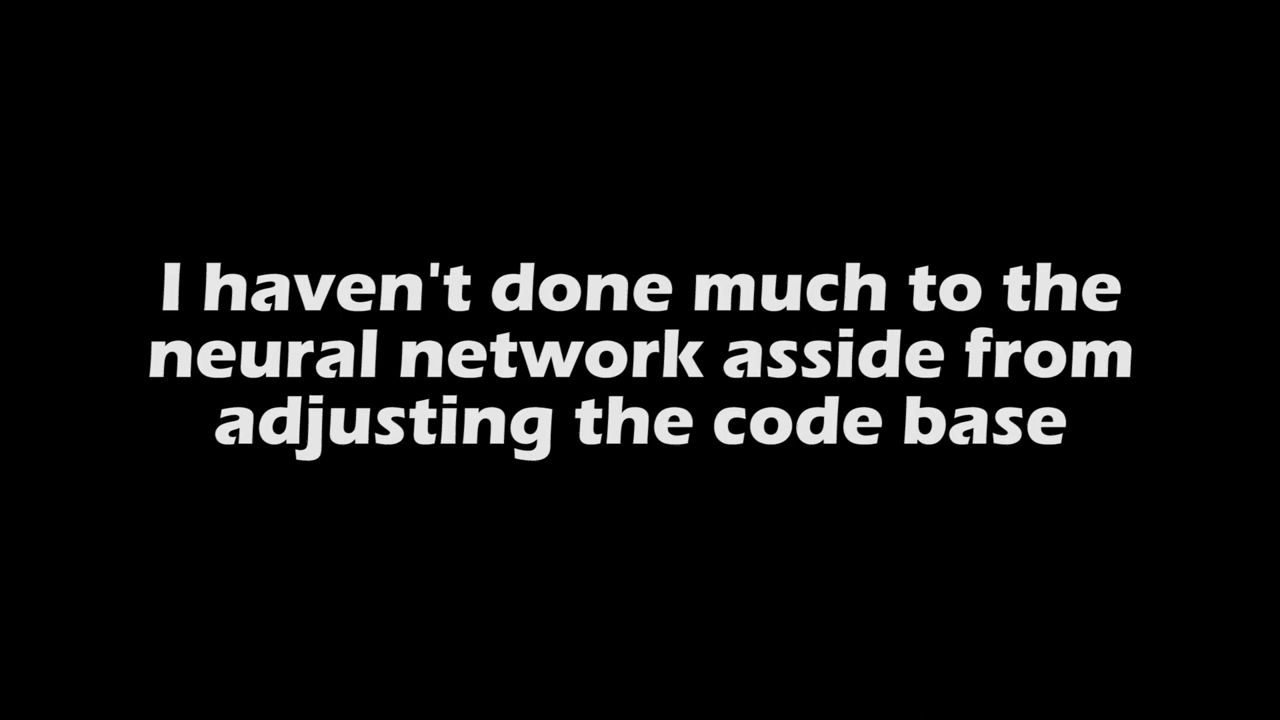 I haven't done much to the
neural network asside from
adjusting the code base